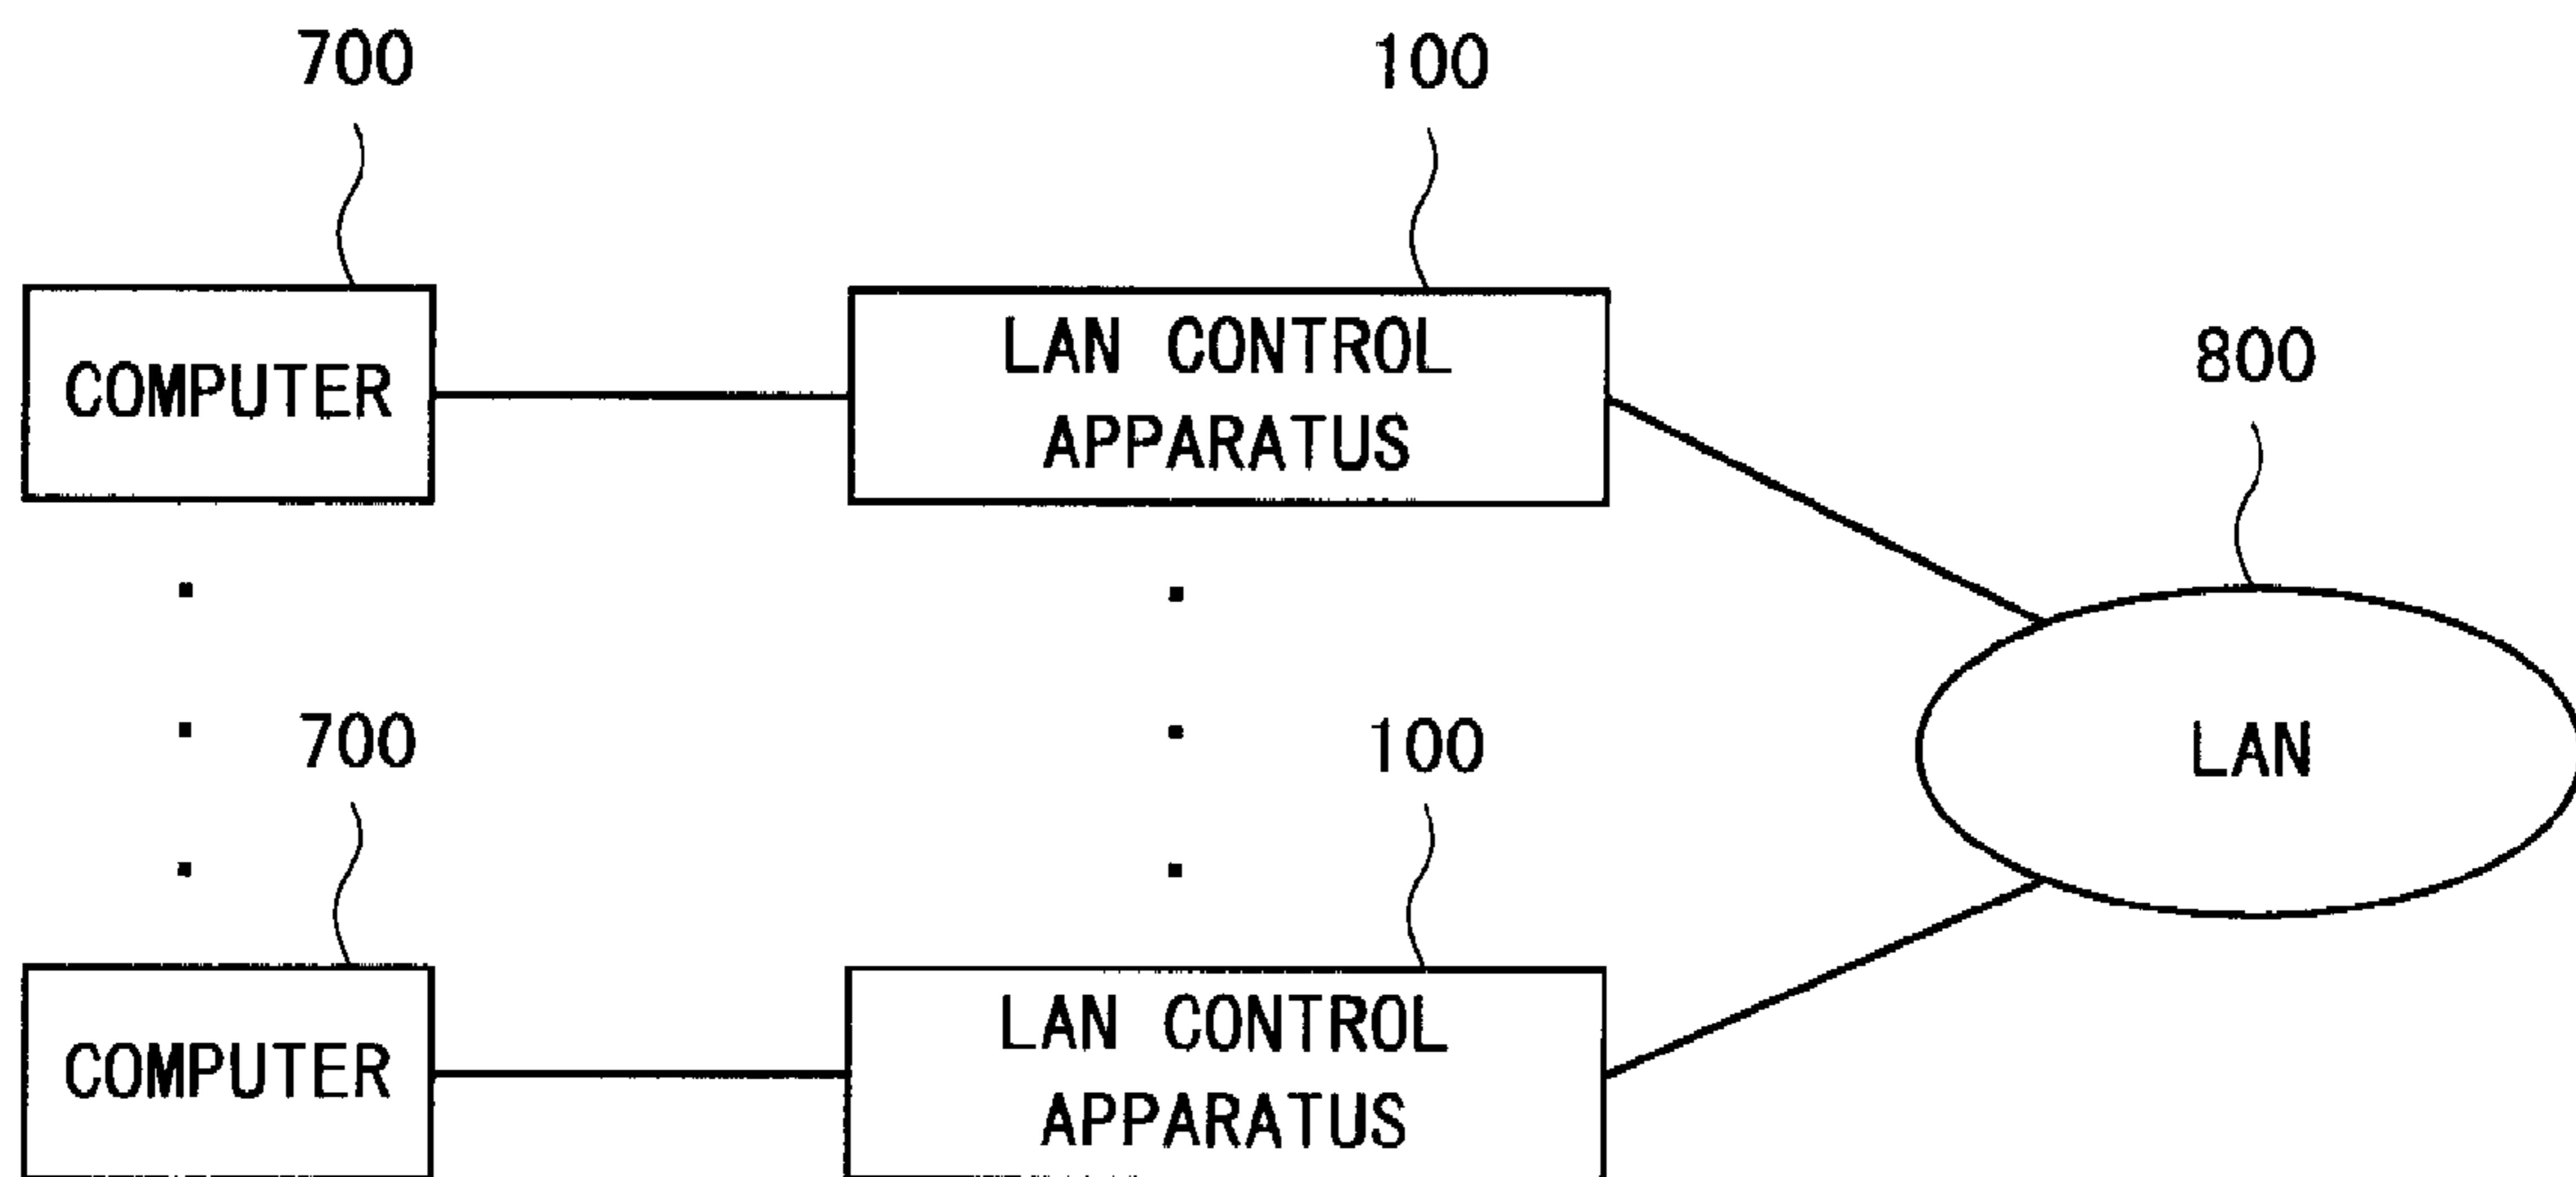 700
100
COMPUTER
LAN CONTROL
APPARATUS
800
700
100
LAN
COMPUTER
LAN CONTROL
APPARATUS